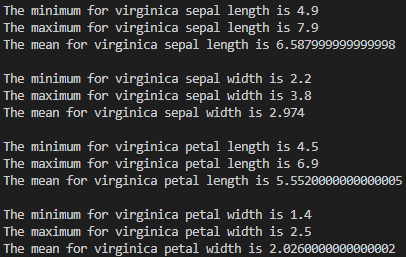 The minimum for virginica sepal length is 4.9
The maximum for virginica sepal length is 7.9
The mean for virginica sepal length is 6.587999999999998
The minimum for virginica sepal width is 2.2
The maximum for virginica sepal width is 3.8
The mean for virginica sepal width is 2.974
The minimum for virginica petal length is 4.5
The maximum for virginica petal length is 6.9
The mean for virginica petal length is 5.5520000000000005
The minimum for virginica petal width is 1.4
The maximum for virginica petal width is 2.5
The mean for virginica petal width is 2.0260000000000002